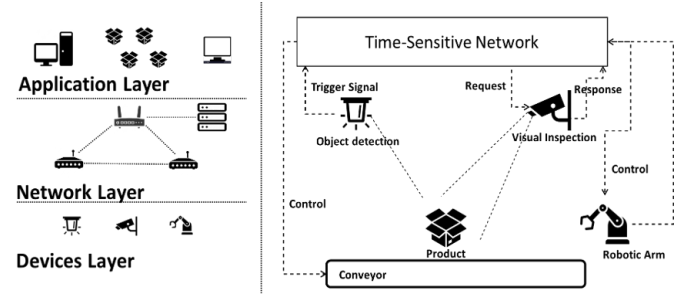 Application Layer
Network Layer
Devices Layer
Time-Sensitive Network
Trigger Signal
Request
Response
Object detection
Visual Inspection
Control
Control
Product
Robotic Arm
Conveyor